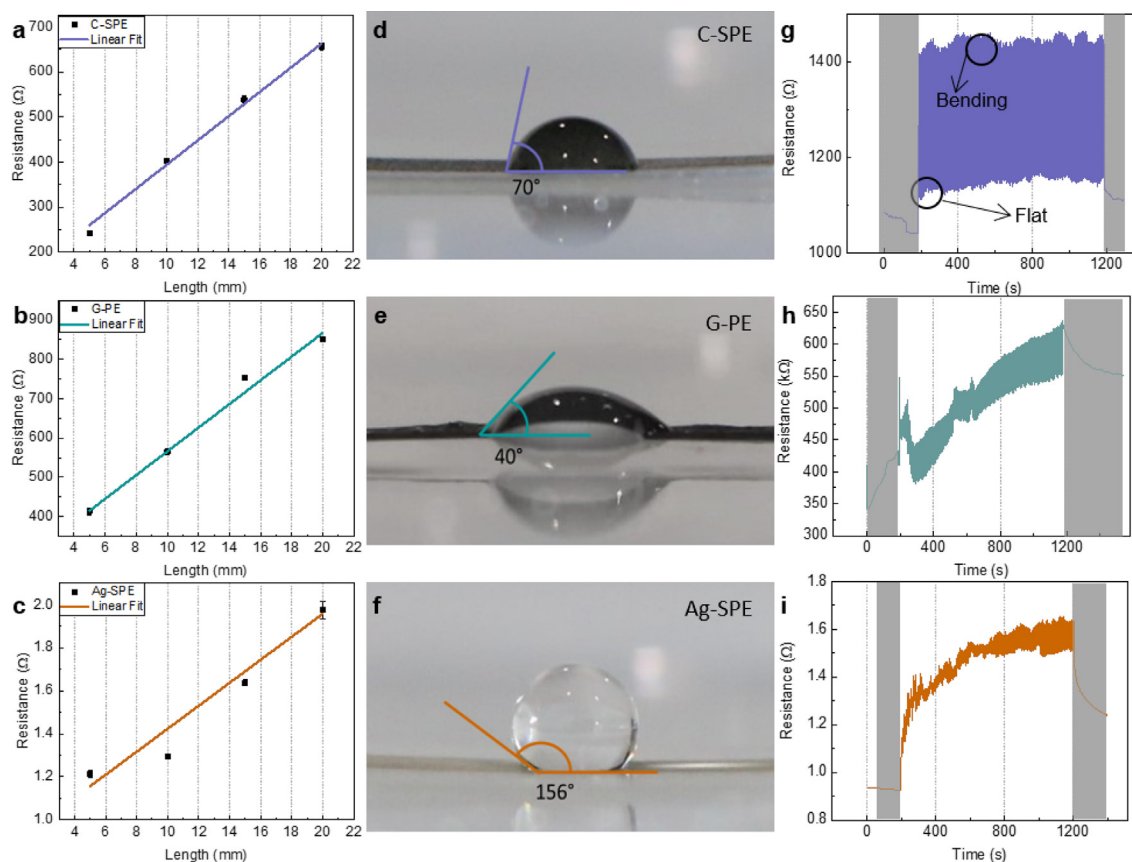 a
C-SPE
Linear Fit
Resistance (Ω)
700
600
500
400
300
200
4 6 8 10 12 14 16 18 20 22
Length (mm)
b
G-PE
Linear Fit
Resistance (Ω)
900
800
700
600
500
400
4 6 8 10 12 14 16 18 20 22
Length (mm)
c
Ag-SPE
Linear Fit
Resistance (Ω)
2.0
1.8
1.6
1.4
1.2
1.0
4 6 8 10 12 14 16 18 20 22
Length (mm)
d
C-SPE
70°
e
G-PE
40°
f
Ag-SPE
156°
g
Resistance (Ω)
1400
1200
1000
Bending
Flat
0 400 800 1200
Time (s)
h
Resistance (kΩ)
650
600
550
500
450
400
350
300
0 400 800 1200
Time (s)
i
Resistance (Ω)
1.8
1.6
1.4
1.2
1.0
0.8
0 400 800 1200
Time (s)